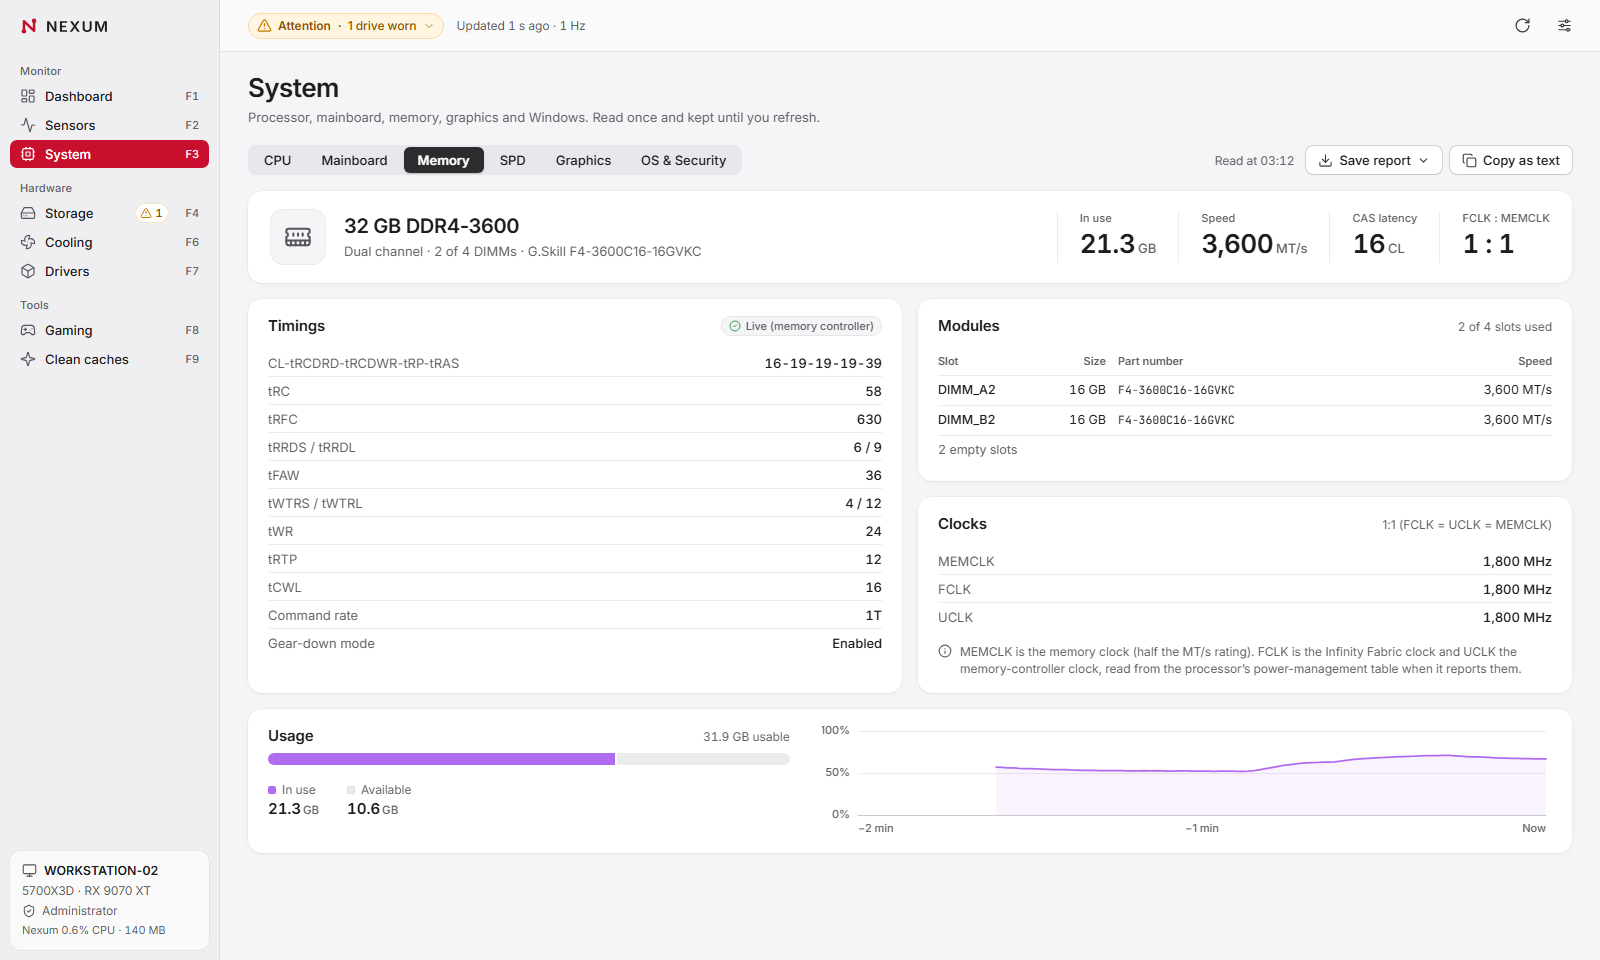 NEXUM
Monitor
Dashboard F1
Sensors F2
System F3
Hardware
Storage 1 F4
Cooling F6
Drivers F7
Tools
Gaming F8
Clean caches F9
WORKSTATION-02
5700X3D · RX 9070 XT
Administrator
Nexum 0.6% CPU · 140 MB
Attention · 1 drive worn
Updated 1 s ago · 1 Hz
System
Processor, mainboard, memory, graphics and Windows. Read once and kept until you refresh.
CPU Mainboard Memory SPD Graphics OS & Security
Read at 03:12 Save report Copy as text
32 GB DDR4-3600
Dual channel · 2 of 4 DIMMs · G.Skill F4-3600C16-16GVKC
In use
21.3 GB
Speed
3,600 MT/s
CAS latency
16 CL
FCLK : MEMCLK
1 : 1
Timings Live (memory controller)
CL-tRCDRD-tRCDWR-tRP-tRAS 16-19-19-19-39
tRC 58
tRFC 630
tRRDS / tRRDL 6 / 9
tFAW 36
tWTRS / tWTRL 4 / 12
tWR 24
tRTP 12
tCWL 16
Command rate 1T
Gear-down mode Enabled
Modules 2 of 4 slots used
Slot Size Part number Speed
DIMM_A2 16 GB F4-3600C16-16GVKC 3,600 MT/s
DIMM_B2 16 GB F4-3600C16-16GVKC 3,600 MT/s
2 empty slots
Clocks 1:1 (FCLK = UCLK = MEMCLK)
MEMCLK 1,800 MHz
FCLK 1,800 MHz
UCLK 1,800 MHz
MEMCLK is the memory clock (half the MT/s rating). FCLK is the Infinity Fabric clock and UCLK the
memory-controller clock, read from the processor’s power-management table when it reports them.
Usage 31.9 GB usable
In use
21.3 GB
Available
10.6 GB
100%
50%
0%
−2 min −1 min Now